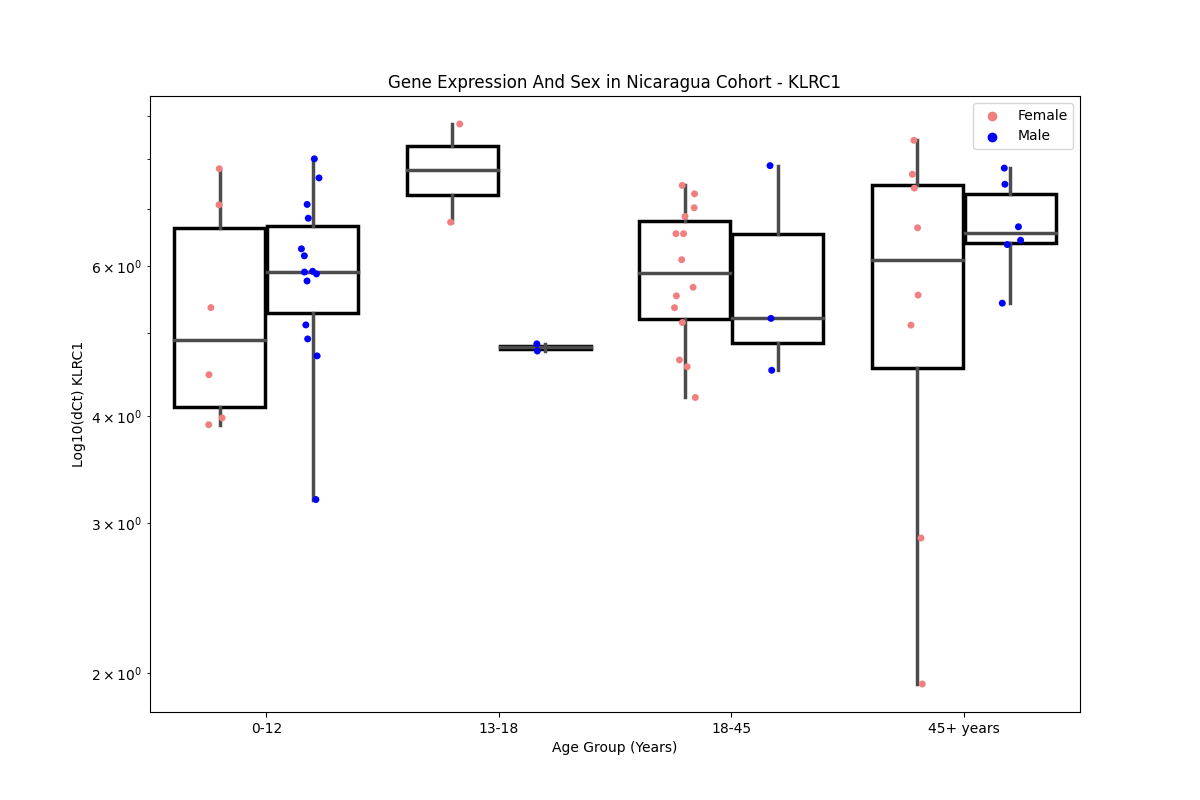 Gene Expression And Sex in Nicaragua Cohort - KLRC1
Female
Male
6 × 10⁰
4 × 10⁰
3 × 10⁰
2 × 10⁰
Log10(dCt) KLRC1
0-12
13-18
18-45
45+ years
Age Group (Years)